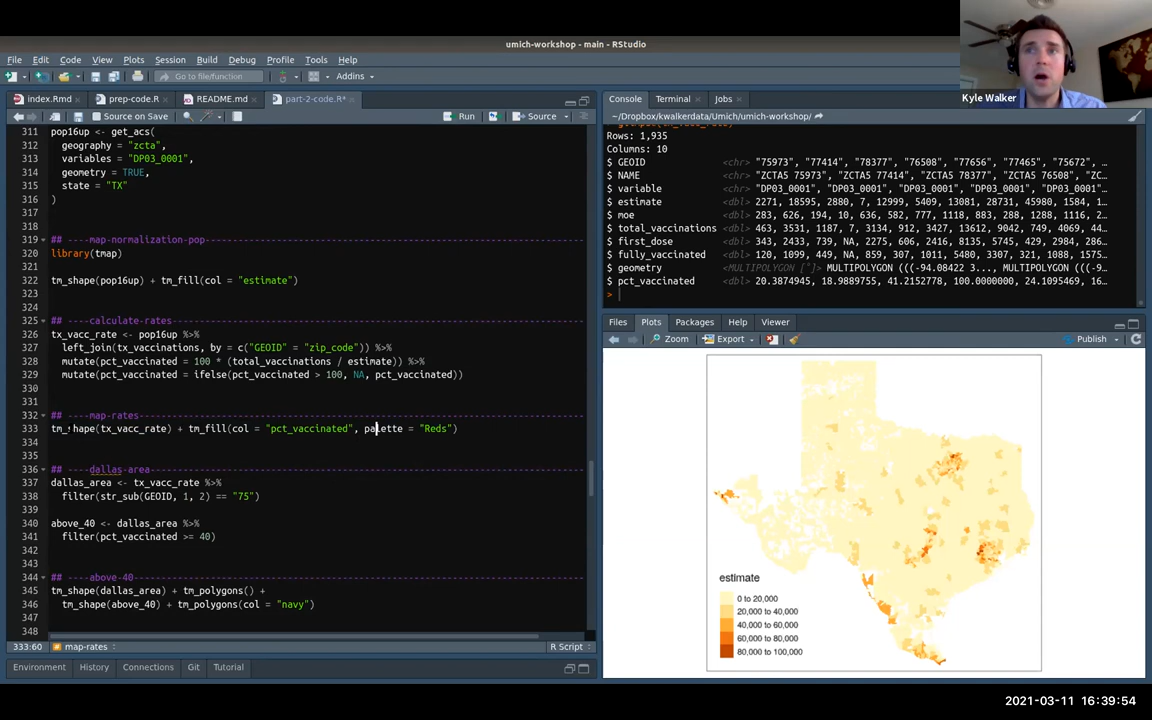 umich-workshop - main - RStudio
File Edit Code View Plots Session Build Debug Profile Tools Help
Go to file/function Addins
Kyle Walker
index.Rmd prep-code.R README.md part-2-code.R*
Source on Save Run Source
311 pop16up <- get_acs(
312 geography = "zcta",
313 variables = "DP03_0001",
314 geometry = TRUE,
315 state = "TX"
316 )
317
318
319 ## ----map-normalization-pop----
320 library(tmap)
321
322 tm_shape(pop16up) + tm_fill(col = "estimate")
323
324
325 ## ----calculate-rates----
326 tx_vacc_rate <- pop16up %>%
327 left_join(tx_vaccinations, by = c("GEOID" = "zip_code")) %>%
328 mutate(pct_vaccinated = 100 * (total_vaccinations / estimate)) %>%
329 mutate(pct_vaccinated = ifelse(pct_vaccinated > 100, NA, pct_vaccinated))
330
331
332 ## ----map-rates----
333 tm_shape(tx_vacc_rate) + tm_fill(col = "pct_vaccinated", palette = "Reds")
334
335
336 ## ----dallas-area----
337 dallas_area <- tx_vacc_rate %>%
338 filter(str_sub(GEOID, 1, 2) == "75")
339
340 above_40 <- dallas_area %>%
341 filter(pct_vaccinated >= 40)
342
343
344 ## ----above-40----
345 tm_shape(dallas_area) + tm_polygons() +
346 tm_shape(above_40) + tm_polygons(col = "navy")
347
348
333:60 map-rates R Script
Environment History Connections Git Tutorial
Console Terminal Jobs
~/Dropbox/kwalkerdata/Umich/umich-workshop/
Rows: 1,935
Columns: 10
$ GEOID <chr> "75973", "77414", "78377", "76508", "77656", "77465", "75672", …
$ NAME <chr> "ZCTA5 75973", "ZCTA5 77414", "ZCTA5 78377", "ZCTA5 76508", "ZC…
$ variable <chr> "DP03_0001", "DP03_0001", "DP03_0001", "DP03_0001", "DP03_0001"…
$ estimate <dbl> 2271, 18595, 2880, 7, 12999, 5409, 13081, 28731, 45980, 1584, 1…
$ moe <dbl> 283, 626, 194, 10, 636, 582, 777, 1118, 883, 288, 1288, 1116, 2…
$ total_vaccinations <dbl> 463, 3531, 1187, 7, 3134, 912, 3427, 13612, 9042, 749, 4069, 44…
$ first_dose <dbl> 343, 2433, 739, NA, 2275, 606, 2416, 8135, 5745, 429, 2984, 286…
$ fully_vaccinated <dbl> 120, 1099, 449, NA, 859, 307, 1011, 5480, 3307, 321, 1088, 1575…
$ geometry <MULTIPOLYGON [°]> MULTIPOLYGON (((-94.08422 3..., MULTIPOLYGON (((-9…
$ pct_vaccinated <dbl> 20.3874945, 18.9889755, 41.2152778, 100.0000000, 24.1095469, 16…
>
Files Plots Packages Help Viewer
Zoom Export Publish
estimate
0 to 20,000
20,000 to 40,000
40,000 to 60,000
60,000 to 80,000
80,000 to 100,000
2021-03-11 16:39:54